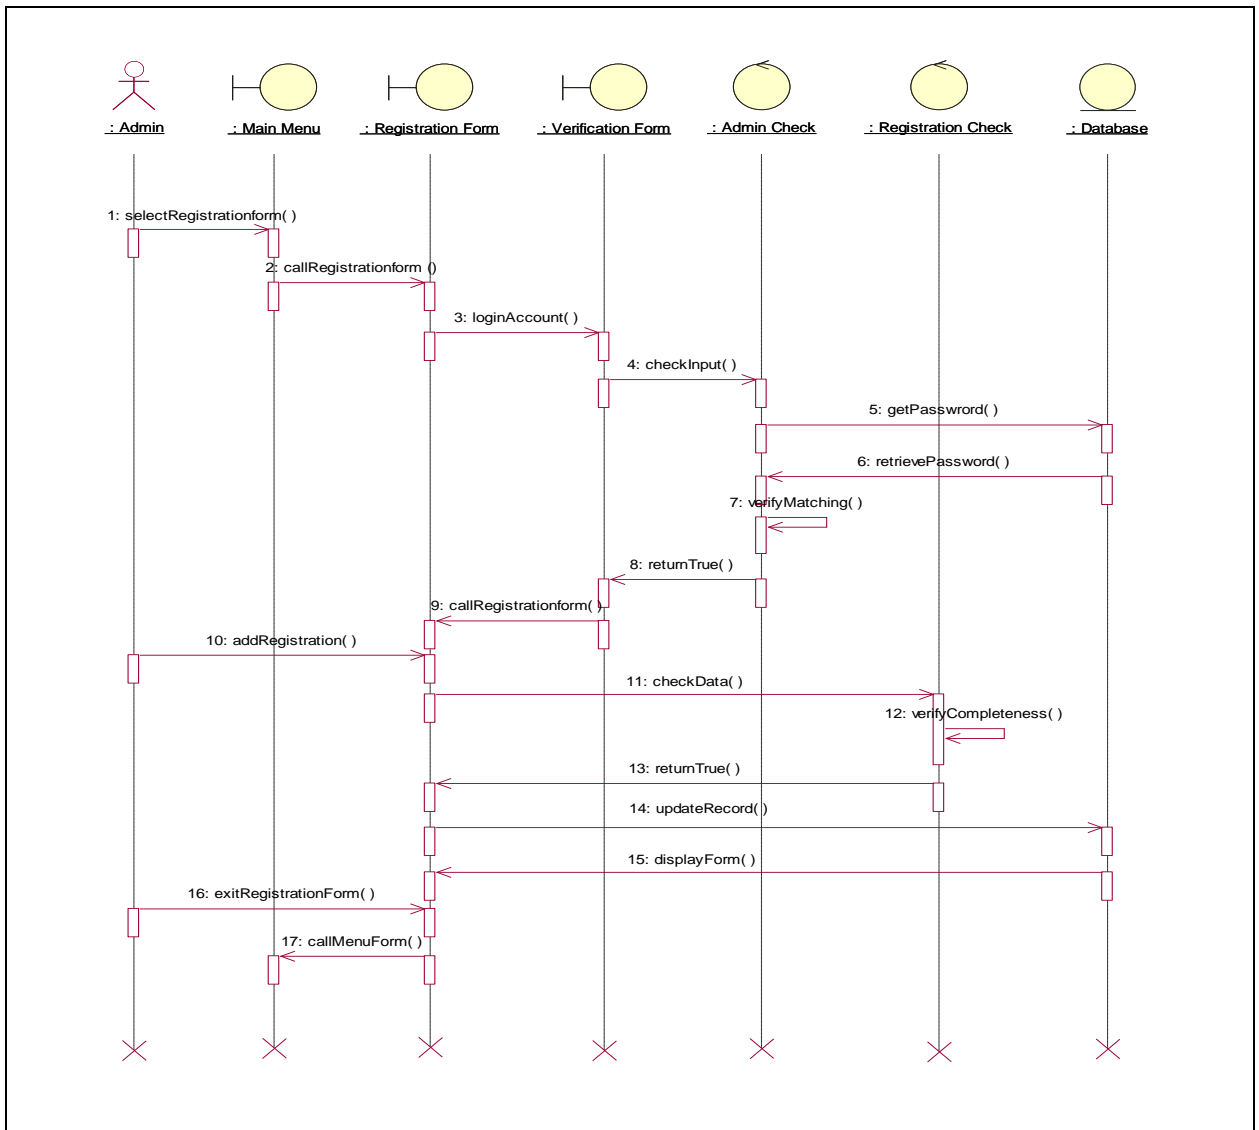 : Admin
: Main Menu
: Registration Form
: Verification Form
: Admin Check
: Registration Check
: Database
1: selectRegistrationform( )
2: callRegistrationform ()
3: loginAccount( )
4: checkInput( )
5: getPasswrord( )
6: retrievePassword( )
7: verifyMatching( )
8: returnTrue( )
9: callRegistrationform( )
10: addRegistration( )
11: checkData( )
12: verifyCompleteness( )
13: returnTrue( )
14: updateRecord( )
15: displayForm( )
16: exitRegistrationForm( )
17: callMenuForm( )